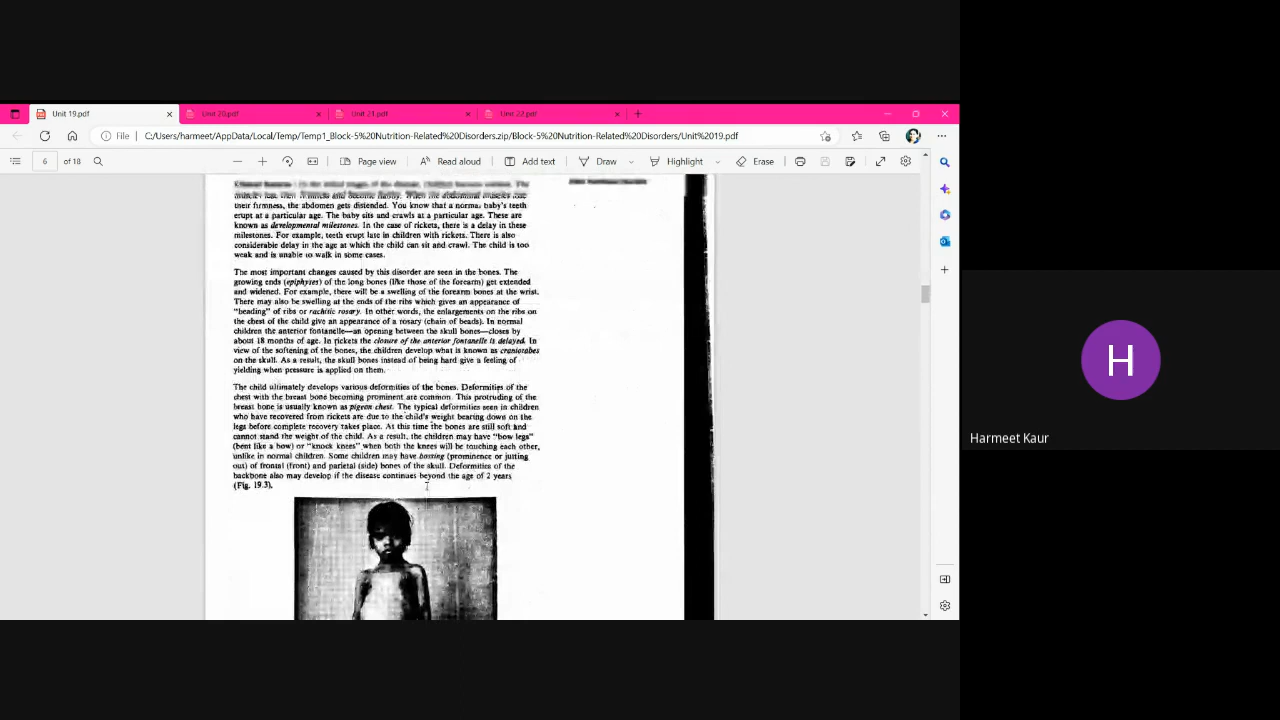 Unit 19.pdf
Unit 20.pdf
Unit 21.pdf
Unit 22.pdf
File
C:/Users/harmeet/AppData/Local/Temp/Temp1_Block-5%20Nutrition-Related%20Disorders.zip/Block-5%20Nutrition-Related%20Disorders/Unit%2019.pdf
6 of 18
Page view
Read aloud
Add text
Draw
Highlight
Erase
muscles lose their firmness and become flabby. When the abdominal muscles lose
their firmness, the abdomen gets distended. You know that a normal baby's teeth
erupt at a particular age. The baby sits and crawls at a particular age. These are
known as developmental milestones. In the case of rickets, there is a delay in these
milestones. For example, teeth erupt late in children with rickets. There is also
considerable delay in the age at which the child can sit and crawl. The child is too
weak and is unable to walk in some cases.
The most important changes caused by this disorder are seen in the bones. The
growing ends (epiphyses) of the long bones (like those of the forearm) get extended
and widened. For example, there will be a swelling of the forearm bones at the wrist.
There may also be swelling at the ends of the ribs which gives an appearance of
"beading" of ribs or rachitic rosary. In other words, the enlargements on the ribs on
the chest of the child give an appearance of a rosary (chain of beads). In normal
children the anterior fontanelle—an opening between the skull bones—closes by
about 18 months of age. In rickets the closure of the anterior fontanelle is delayed. In
view of the softening of the bones, the children develop what is known as craniotabes
on the skull. As a result, the skull bones instead of being hard give a feeling of
yielding when pressure is applied on them.
The child ultimately develops various deformities of the bones. Deformities of the
chest with the breast bone becoming prominent are common. This protruding of the
breast bone is usually known as pigeon chest. The typical deformities seen in children
who have recovered from rickets are due to the child's weight bearing down on the
legs before complete recovery takes place. At this time the bones are still soft and
cannot stand the weight of the child. As a result, the children may have "bow legs"
(bent like a bow) or "knock knees" when both the knees will be touching each other,
unlike in normal children. Some children may have bossing (prominence or jutting
out) of frontal (front) and parietal (side) bones of the skull. Deformities of the
backbone also may develop if the disease continues beyond the age of 2 years
(Fig. 19.3).
H
Harmeet Kaur